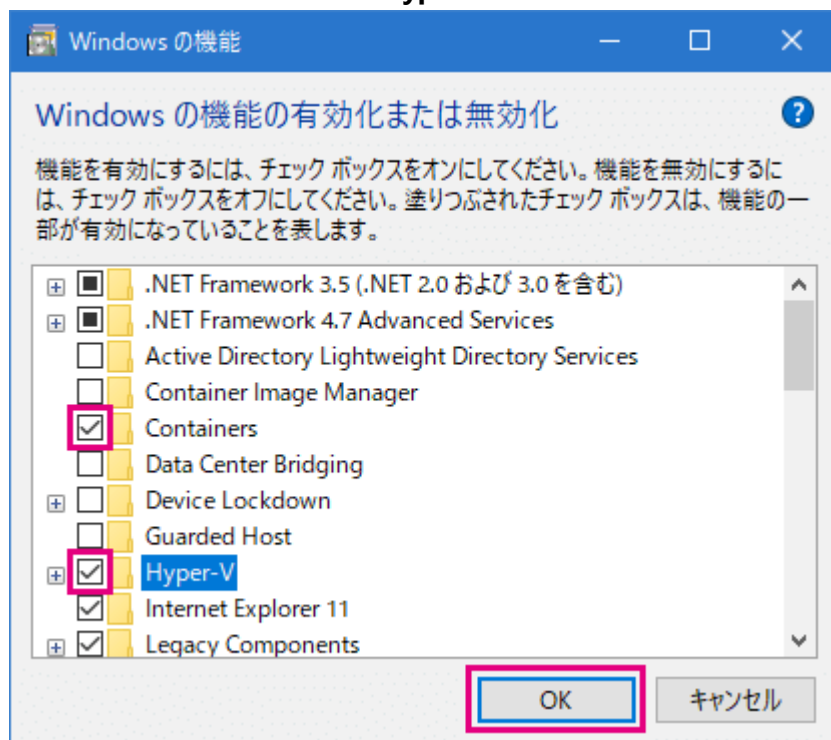 Windows の機能
Windows の機能の有効化または無効化
機能を有効にするには、チェック ボックスをオンにしてください。機能を無効にするに
は、チェック ボックスをオフにしてください。塗りつぶされたチェック ボックスは、機能の一
部が有効になっていることを表します。
.NET Framework 3.5 (.NET 2.0 および 3.0 を含む)
.NET Framework 4.7 Advanced Services
Active Directory Lightweight Directory Services
Container Image Manager
Containers
Data Center Bridging
Device Lockdown
Guarded Host
Hyper-V
Internet Explorer 11
Legacy Components
OK キャンセル